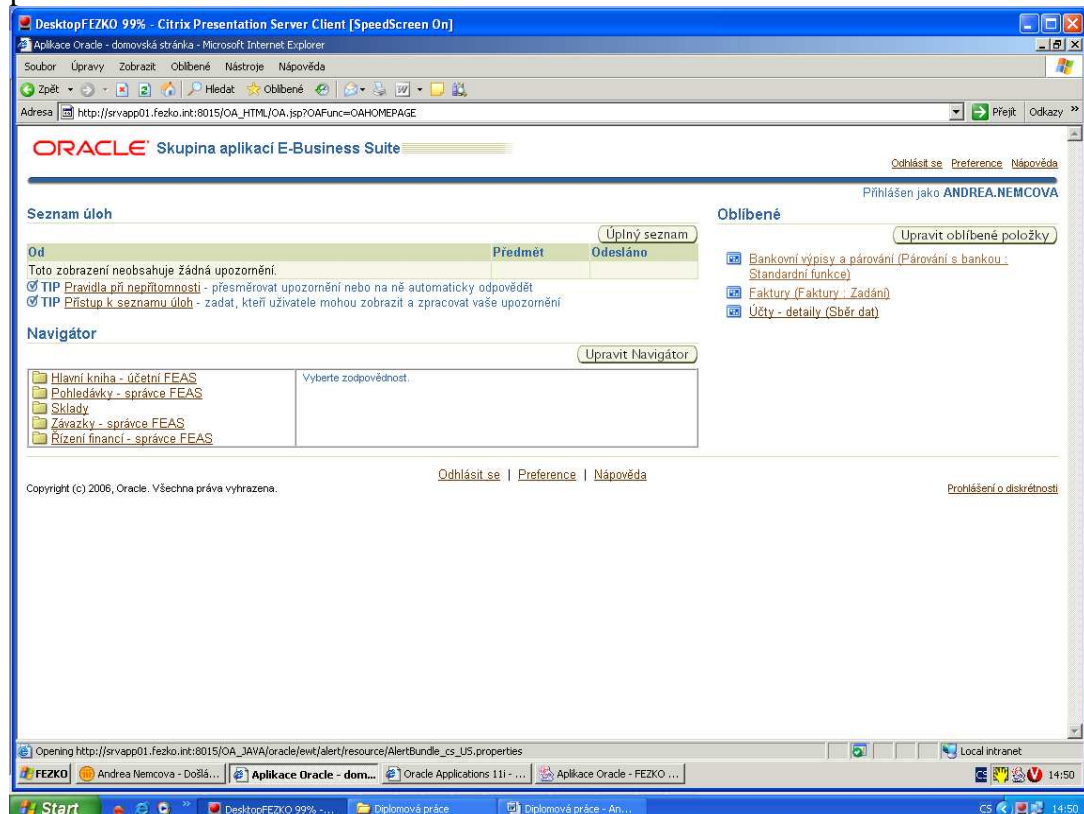 DesktopFEZKO 99% - Citrix Presentation Server Client [SpeedScreen On]
Aplikace Oracle - domovská stránka - Microsoft Internet Explorer
Soubor Úpravy Zobrazit Oblíbené Nástroje Nápověda
Zpět Hledat Oblíbené
Adresa http://srvapp01.fezko.int:8015/OA_HTML/OA.jsp?OAFunc=OAHOMEPAGE Přejít Odkazy »
ORACLE Skupina aplikací E-Business Suite
Odhlásit se Preference Nápověda
Přihlášen jako ANDREA.NEMCOVA
Seznam úloh
Úplný seznam
Od Předmět Odesláno
Toto zobrazení neobsahuje žádná upozornění.
TIP Pravidla při nepřítomnosti - přesměrovat upozornění nebo na ně automaticky odpovědět
TIP Přístup k seznamu úloh - zadat, kteří uživatele mohou zobrazit a zpracovat vaše upozornění
Navigátor
Upravit Navigátor
Hlavní kniha - účetní FEAS
Pohledávky - správce FEAS
Sklady
Závazky - správce FEAS
Řízení financí - správce FEAS
Vyberte zodpovědnost.
Oblíbené
Upravit oblíbené položky
Bankovní výpisy a párování (Párování s bankou :
Standardní funkce)
Faktury (Faktury : Zadání)
Účty - detaily (Sběr dat)
Odhlásit se | Preference | Nápověda
Copyright (c) 2006, Oracle. Všechna práva vyhrazena.
Prohlášení o diskrétnosti
Opening http://srvapp01.fezko.int:8015/OA_JAVA/oracle/ewt/alert/resource/AlertBundle_cs_US.properties Local intranet
FEZKO Andrea Nemcova - Došlá... Aplikace Oracle - dom... Oracle Applications 11i - ... Aplikace Oracle - FEZKO ... CS 14:50
Start » DesktopFEZKO 99% -... Diplomová práce Diplomová práce - An... CS 14:50